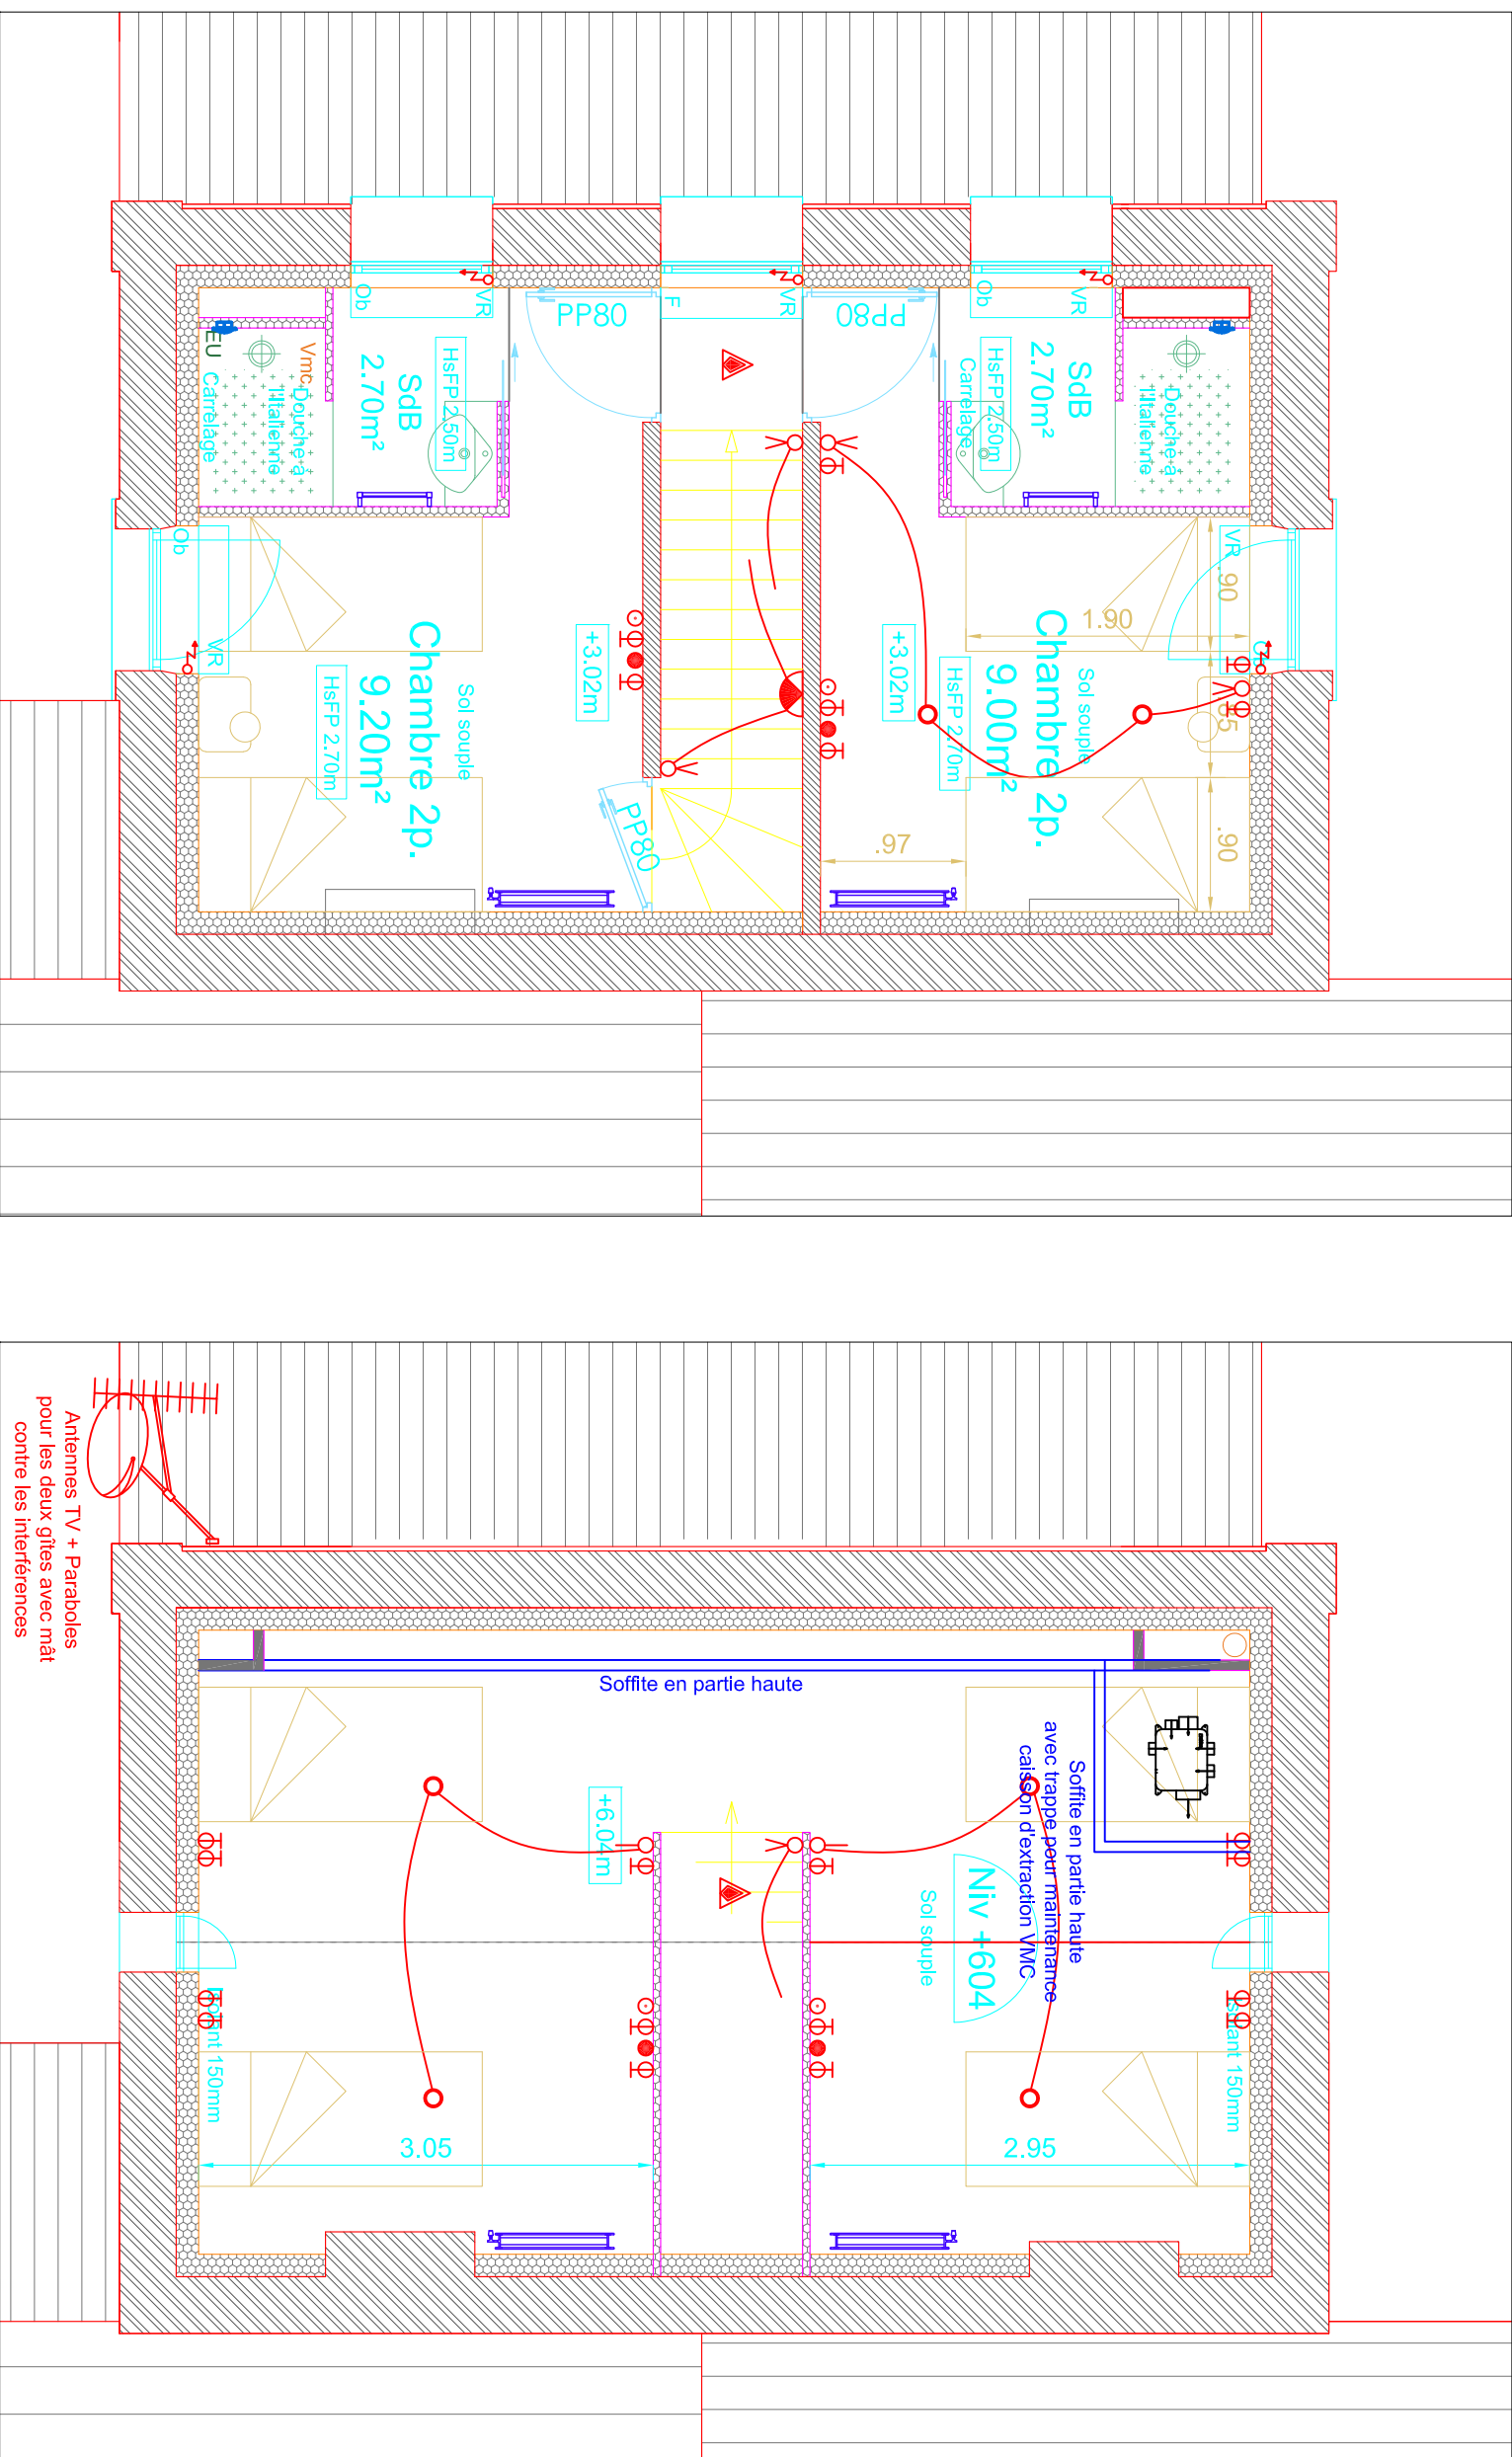 Ob
VR
PP80
F
VR
PP80
Ob
VR
EU
Vmc
Carrelage
Douche à
l'Italienne
SdB
2.70m²
HsFP 2.50m
HsFP 2.50m
Carrelage
SdB
2.70m²
Douche à
l'Italienne
Ob
VR
Chambre 2p.
9.20m²
Sol souple
HsFP 2.70m
+3.02m
+3.02m
PP80
Chambre 2p.
9.00m²
Sol souple
HsFP 2.70m
VR
.90
1.90
.90
.97
Antennes TV + Paraboles
pour les deux gîtes avec mât
contre les interférences
Soffite en partie haute
Soffite en partie haute
avec trappe pour maintenance
caisson d'extraction VMC
+6.04m
Niv +604
Sol souple
Isolant 150mm
Isolant 150mm
3.05
2.95